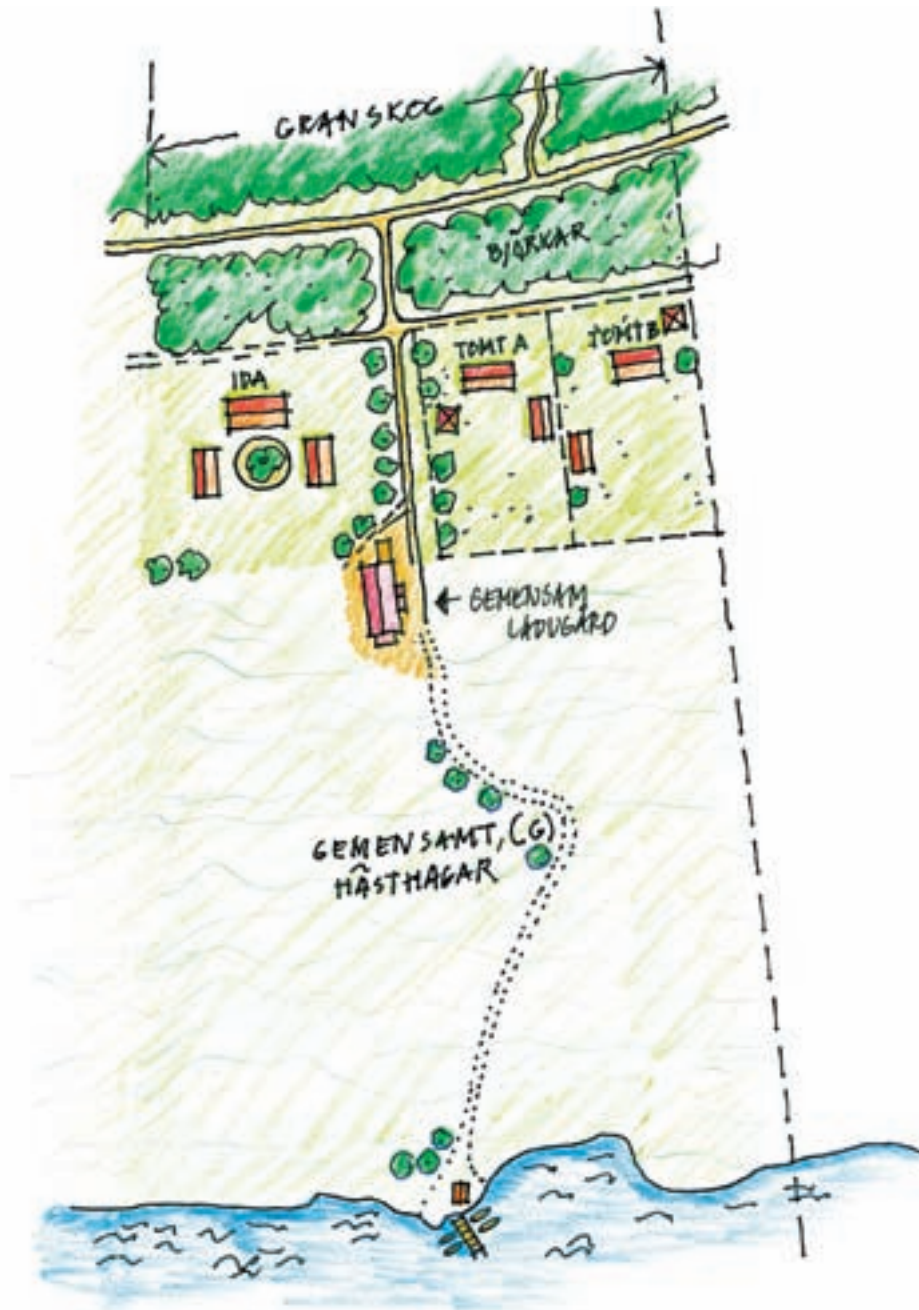 GRANSKOG
BJÖRKAR
IDA
TOMT A
TOMT B
GEMENSAM
LADUGÅRD
GEMENSAMT, (G)
HÄSTHAGAR